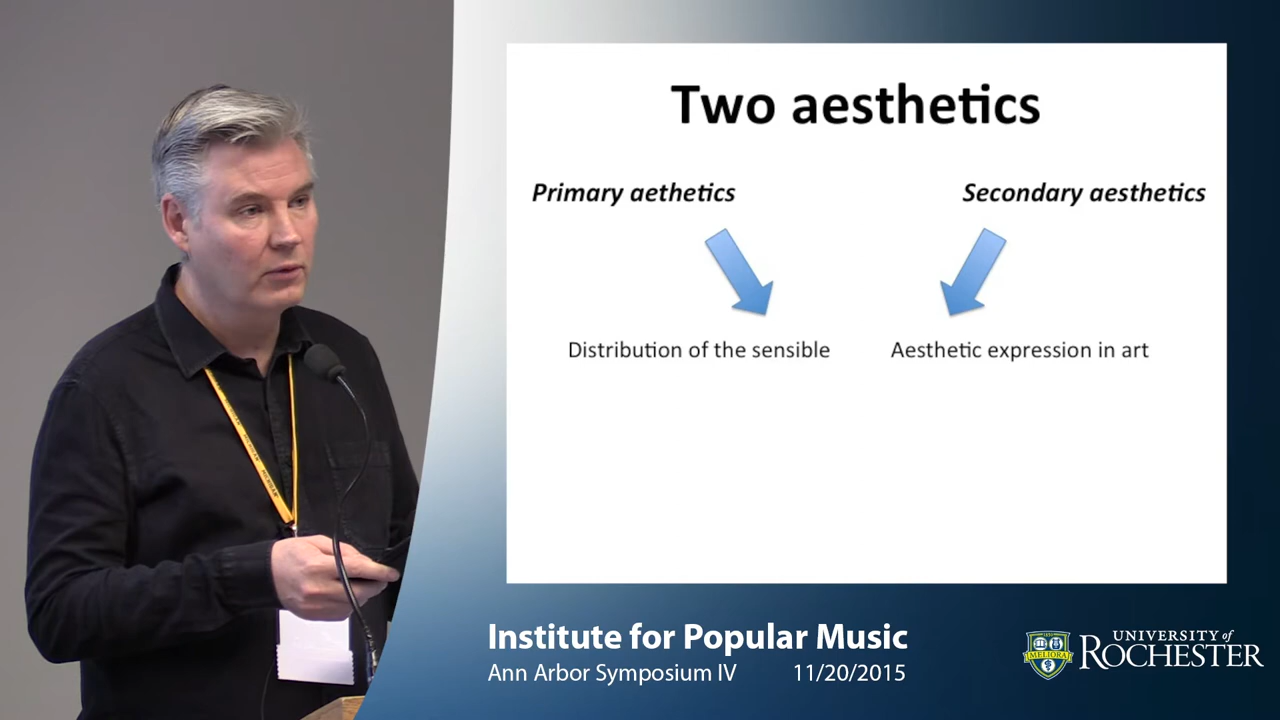 Two aesthetics
Primary aethetics
Secondary aesthetics
Distribution of the sensible
Aesthetic expression in art
Institute for Popular Music
Ann Arbor Symposium IV 11/20/2015
MELIORA
UNIVERSITY of
ROCHESTER